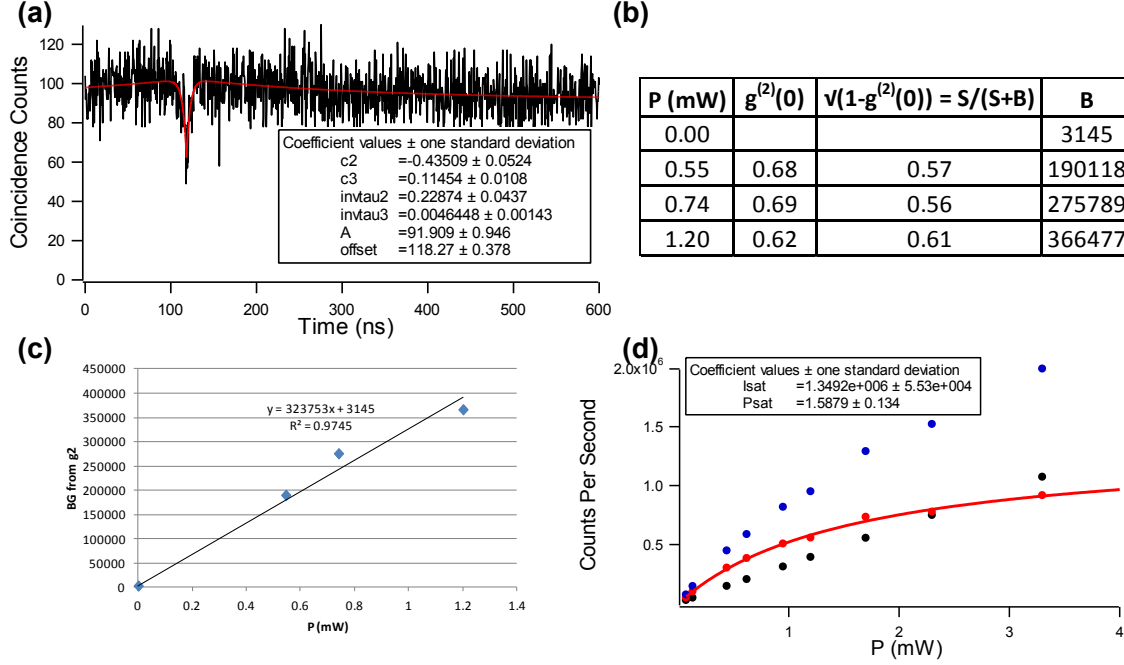 (a)
Coincidence Counts
120
100
80
60
40
20
0
Coefficient values ± one standard deviation
c2 =-0.43509 ± 0.0524
c3 =0.11454 ± 0.0108
invtau2 =0.22874 ± 0.0437
invtau3 =0.0046448 ± 0.00143
A =91.909 ± 0.946
offset =118.27 ± 0.378
0 100 200 300 400 500 600
Time (ns)
(b)
P (mW) g(2)(0) √(1-g(2)(0)) = S/(S+B) B
0.00 3145
0.55 0.68 0.57 190118
0.74 0.69 0.56 275789
1.20 0.62 0.61 366477
(c)
BG from g2
450000
400000
350000
300000
250000
200000
150000
100000
50000
0
y = 323753x + 3145
R² = 0.9745
0 0.2 0.4 0.6 0.8 1 1.2 1.4
P (mW)
(d)
Counts Per Second
2.0x10⁶
1.5
1.0
0.5
Coefficient values ± one standard deviation
Isat =1.3492e+006 ± 5.53e+004
Psat =1.5879 ± 0.134
1 2 3 4
P (mW)